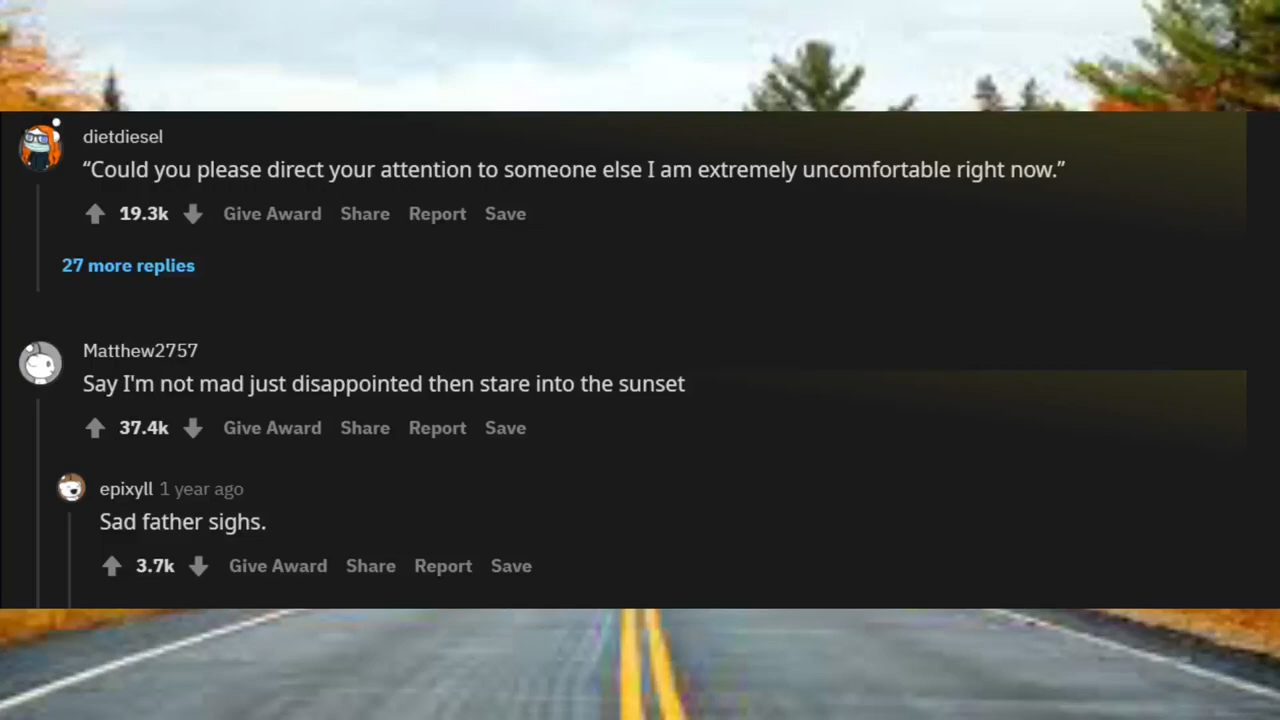 dietdiesel
“Could you please direct your attention to someone else I am extremely uncomfortable right now.”
19.3k Give Award Share Report Save
27 more replies
Matthew2757
Say I'm not mad just disappointed then stare into the sunset
37.4k Give Award Share Report Save
epixyll 1 year ago
Sad father sighs.
3.7k Give Award Share Report Save